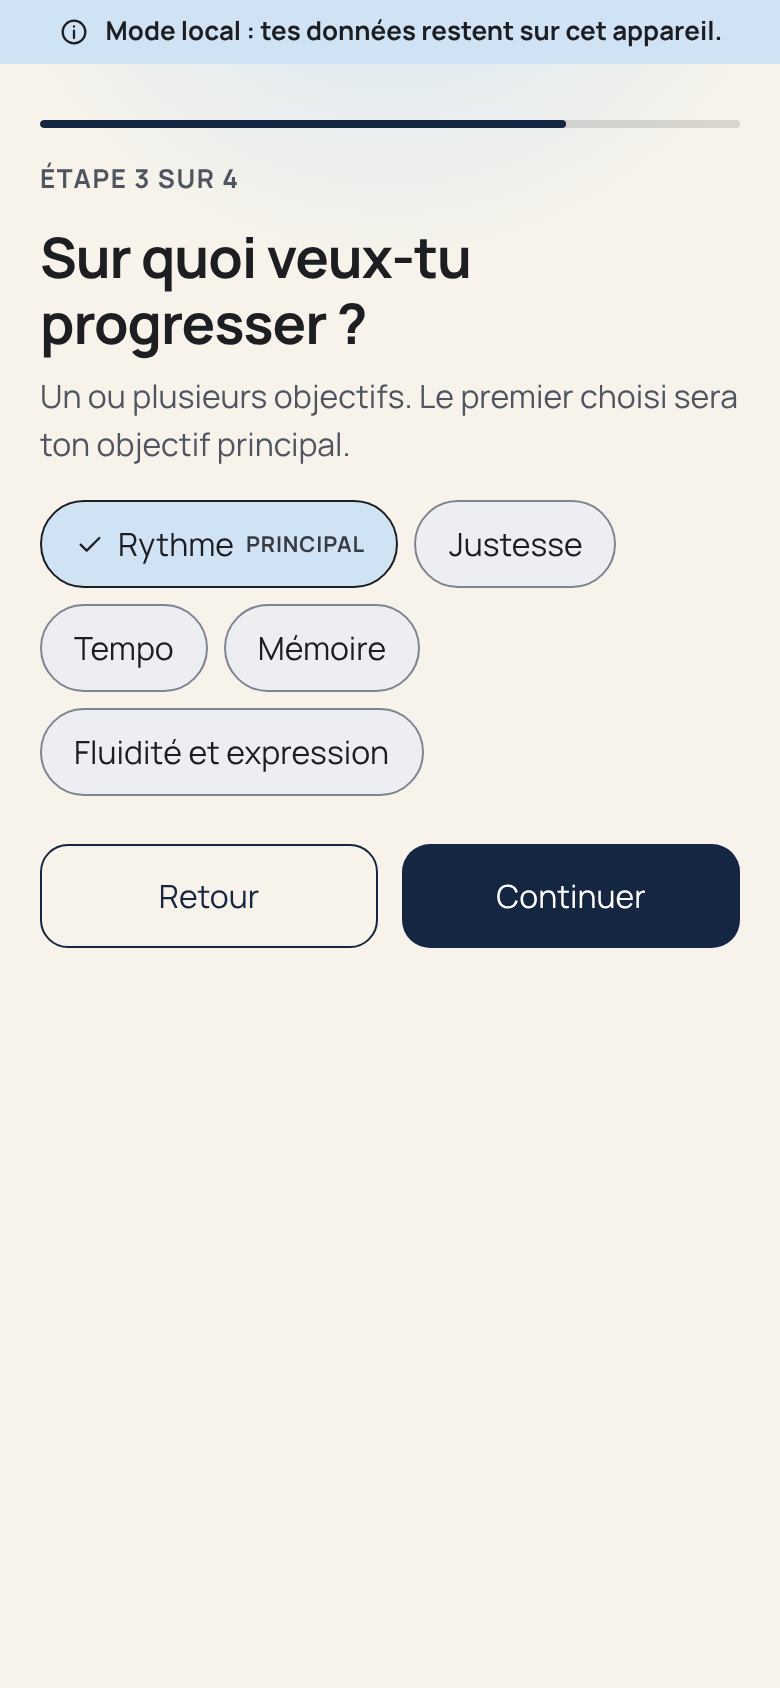 Mode local : tes données restent sur cet appareil.
ÉTAPE 3 SUR 4
Sur quoi veux-tu
progresser ?
Un ou plusieurs objectifs. Le premier choisi sera
ton objectif principal.
Rythme PRINCIPAL Justesse
Tempo Mémoire
Fluidité et expression
Retour Continuer